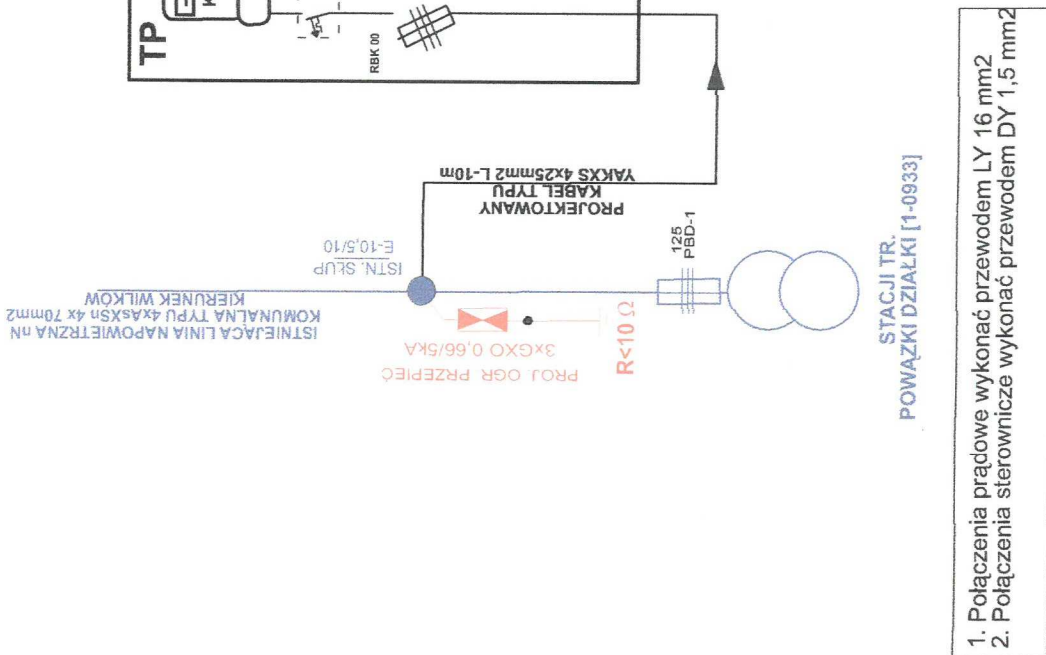 TP
RBK 00
PROJEKTOWANY
KABEL TYPU
YAKXS 4x25mm2 L-10m
ISTN. SŁUP
E-10,5/10
ISTNIEJĄCA LINIA NAPOWIETRZNA nN
KOMUNALNA TYPU 4xAsXSn 4x 70mm2
KIERUNEK WILKÓW
PROJ OGR PRZEPIĘĆ
3xGXO 0,66/5kA
R<10 Ω
125
PBD-1
STACJI TR.
POWĄZKI DZIAŁKI [1-0933]
1. Połączenia prądowe wykonać przewodem LY 16 mm2
2. Połączenia sterownicze wykonać przewodem DY 1,5 mm2